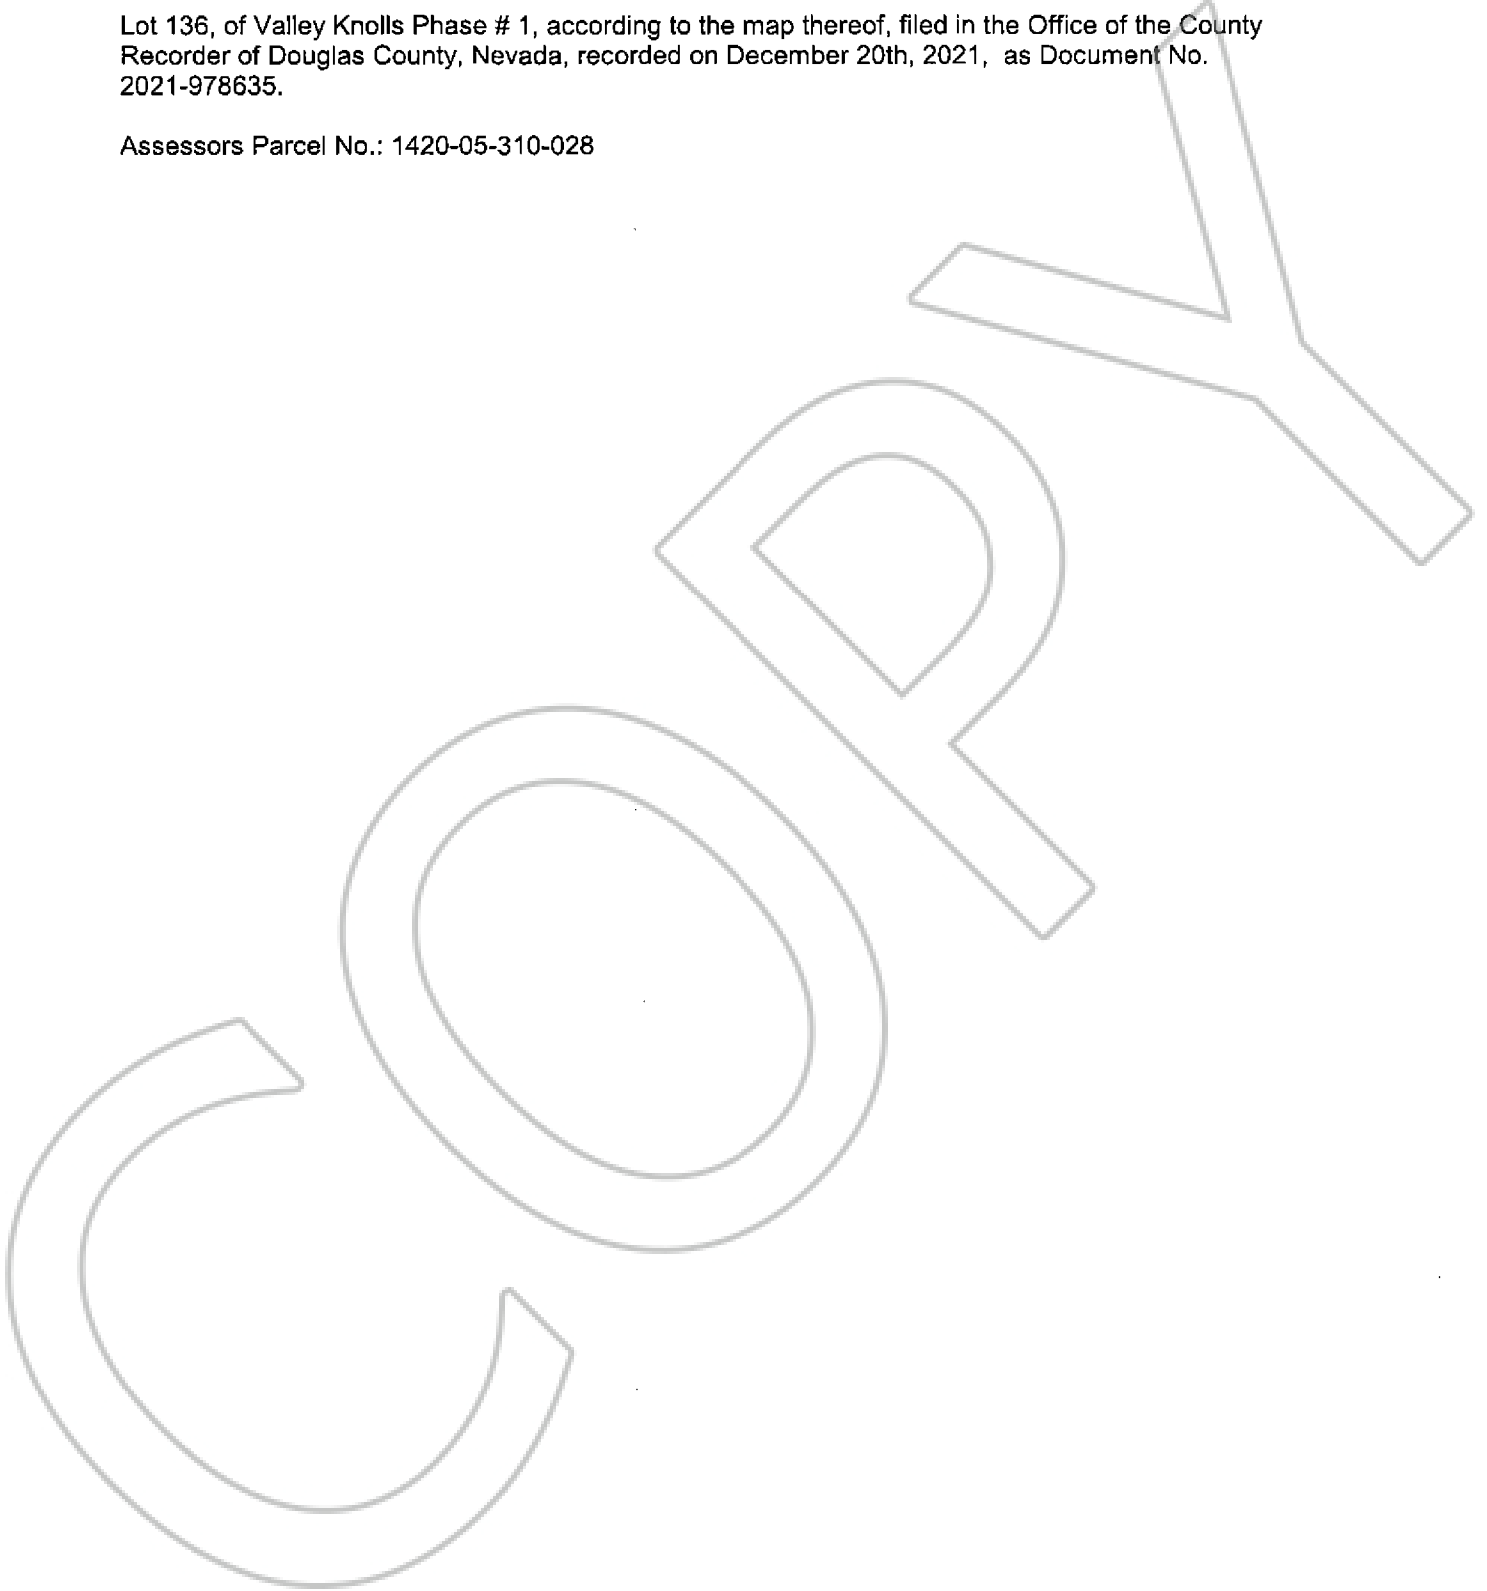 Lot 136, of Valley Knolls Phase # 1, according to the map thereof, filed in the Office of the County
Recorder of Douglas County, Nevada, recorded on December 20th, 2021,  as Document No.
2021-978635.
Assessors Parcel No.: 1420-05-310-028
COPY